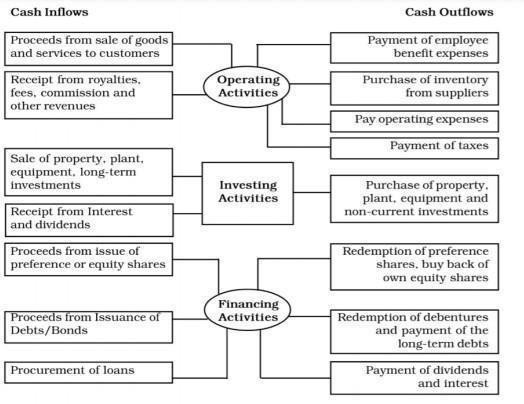 Cash Inflows
Cash Outflows
Proceeds from sale of goods
and services to customers
Receipt from royalties,
fees, commission and
other revenues
Operating
Activities
Payment of employee
benefit expenses
Purchase of inventory
from suppliers
Pay operating expenses
Payment of taxes
Sale of property, plant,
equipment, long-term
investments
Receipt from Interest
and dividends
Investing
Activities
Purchase of property,
plant, equipment and
non-current investments
Proceeds from issue of
preference or equity shares
Proceeds from Issuance of
Debts/Bonds
Procurement of loans
Financing
Activities
Redemption of preference
shares, buy back of
own equity shares
Redemption of debentures
and payment of the
long-term debts
Payment of dividends
and interest